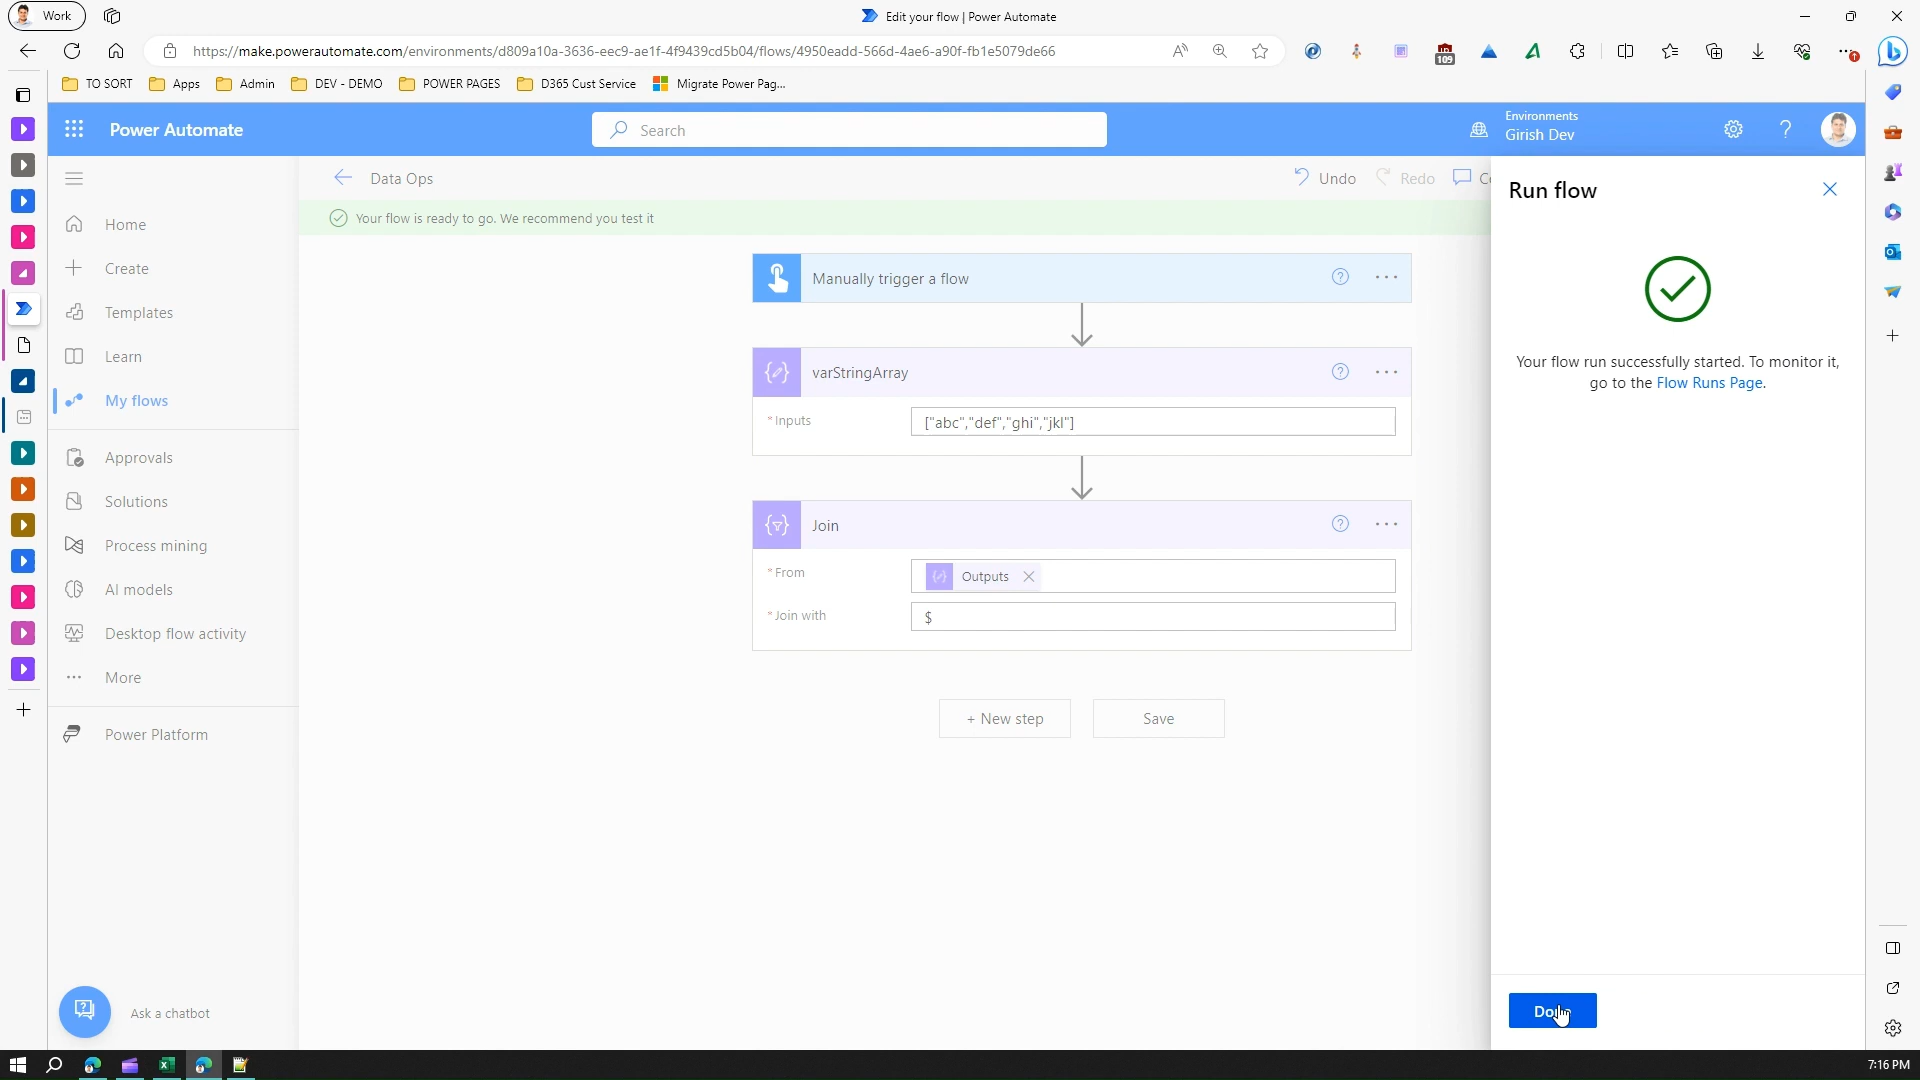 Work
Edit your flow | Power Automate
https://make.powerautomate.com/environments/d809a10a-3636-eec9-ae1f-4f9439cd5b04/flows/4950eadd-566d-4ae6-a90f-fb1e5079de66
109
TO SORT
Apps
Admin
DEV - DEMO
POWER PAGES
D365 Cust Service
Migrate Power Pag...
Power Automate
Search
Environments
Girish Dev
Data Ops
Undo
Redo
Your flow is ready to go. We recommend you test it
Home
Create
Templates
Learn
My flows
Approvals
Solutions
Process mining
AI models
Desktop flow activity
More
Power Platform
Ask a chatbot
Manually trigger a flow
varStringArray
* Inputs
["abc","def","ghi","jkl"]
Join
* From
Outputs
* Join with
$
+ New step
Save
Run flow
Your flow run successfully started. To monitor it,
go to the Flow Runs Page.
7:16 PM